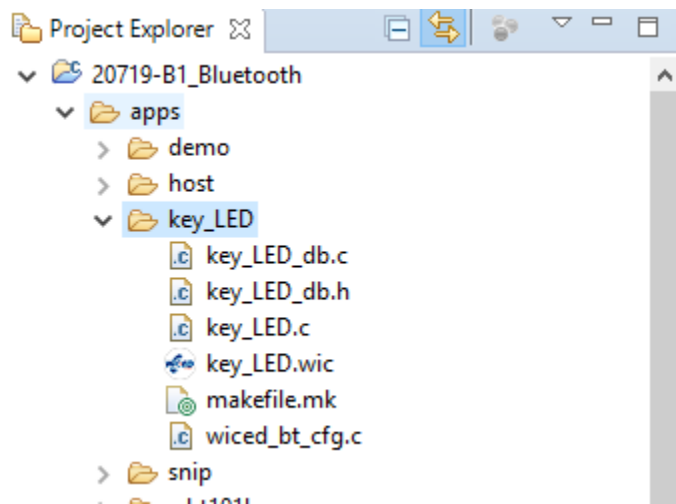 Project Explorer
20719-B1_Bluetooth
apps
demo
host
key_LED
.c key_LED_db.c
.c key_LED_db.h
.c key_LED.c
key_LED.wic
makefile.mk
.c wiced_bt_cfg.c
snip